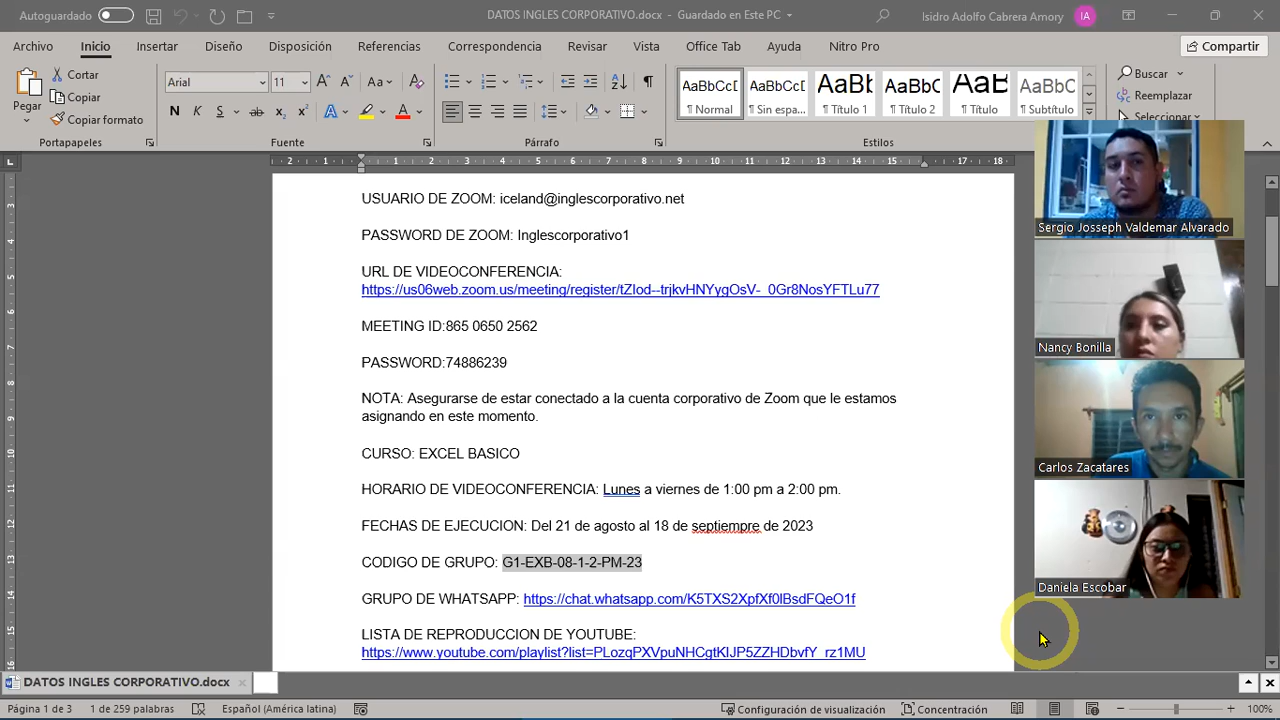 Autoguardado
DATOS INGLES CORPORATIVO.docx - Guardado en Este PC
Isidro Adolfo Cabrera Amory
IA
Archivo Inicio Insertar Diseño Disposición Referencias Correspondencia Revisar Vista Office Tab Ayuda Nitro Pro
Compartir
Pegar
Cortar
Copiar
Copiar formato
Portapapeles
Arial
11
N K S ab x₂ x²
Fuente
Párrafo
AaBbCcD ¶ Normal
AaBbCcD ¶ Sin espa...
AaBbC ¶ Título 1
AaBbCc ¶ Título 2
AaBb ¶ Título
AaBbCcD ¶ Subtítulo
Estilos
Buscar
Reemplazar
Seleccionar
USUARIO DE ZOOM: iceland@inglescorporativo.net
PASSWORD DE ZOOM: Inglescorporativo1
URL DE VIDEOCONFERENCIA:
https://us06web.zoom.us/meeting/register/tZIod--trjkvHNYygOsV-_0Gr8NosYFTLu77
MEETING ID:865 0650 2562
PASSWORD:74886239
NOTA: Asegurarse de estar conectado a la cuenta corporativo de Zoom que le estamos
asignando en este momento.
CURSO: EXCEL BASICO
HORARIO DE VIDEOCONFERENCIA: Lunes a viernes de 1:00 pm a 2:00 pm.
FECHAS DE EJECUCION: Del 21 de agosto al 18 de septiempre de 2023
CODIGO DE GRUPO: G1-EXB-08-1-2-PM-23
GRUPO DE WHATSAPP: https://chat.whatsapp.com/K5TXS2XpfXf0lBsdFQeO1f
LISTA DE REPRODUCCION DE YOUTUBE:
https://www.youtube.com/playlist?list=PLozqPXVpuNHCgtKIJP5ZZHDbvfY_rz1MU
Sergio Josseph Valdemar Alvarado
Nancy Bonilla
Carlos Zacatares
Daniela Escobar
DATOS INGLES CORPORATIVO.docx
Página 1 de 3
1 de 259 palabras
Español (América latina)
Configuración de visualización
Concentración
100%